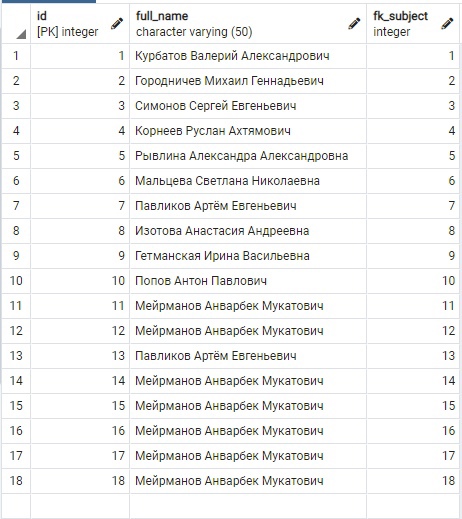 id full_name fk_subject
[PK] integer character varying (50) integer
1 1 Курбатов Валерий Александрович 1
2 2 Городничев Михаил Геннадьевич 2
3 3 Симонов Сергей Евгеньевич 3
4 4 Корнеев Руслан Ахтямович 4
5 5 Рывлина Александра Александровна 5
6 6 Мальцева Светлана Николаевна 6
7 7 Павликов Артём Евгеньевич 7
8 8 Изотова Анастасия Андреевна 8
9 9 Гетманская Ирина Васильевна 9
10 10 Попов Антон Павлович 10
11 11 Мейрманов Анварбек Мукатович 11
12 12 Мейрманов Анварбек Мукатович 12
13 13 Павликов Артём Евгеньевич 13
14 14 Мейрманов Анварбек Мукатович 14
15 15 Мейрманов Анварбек Мукатович 15
16 16 Мейрманов Анварбек Мукатович 16
17 17 Мейрманов Анварбек Мукатович 17
18 18 Мейрманов Анварбек Мукатович 18